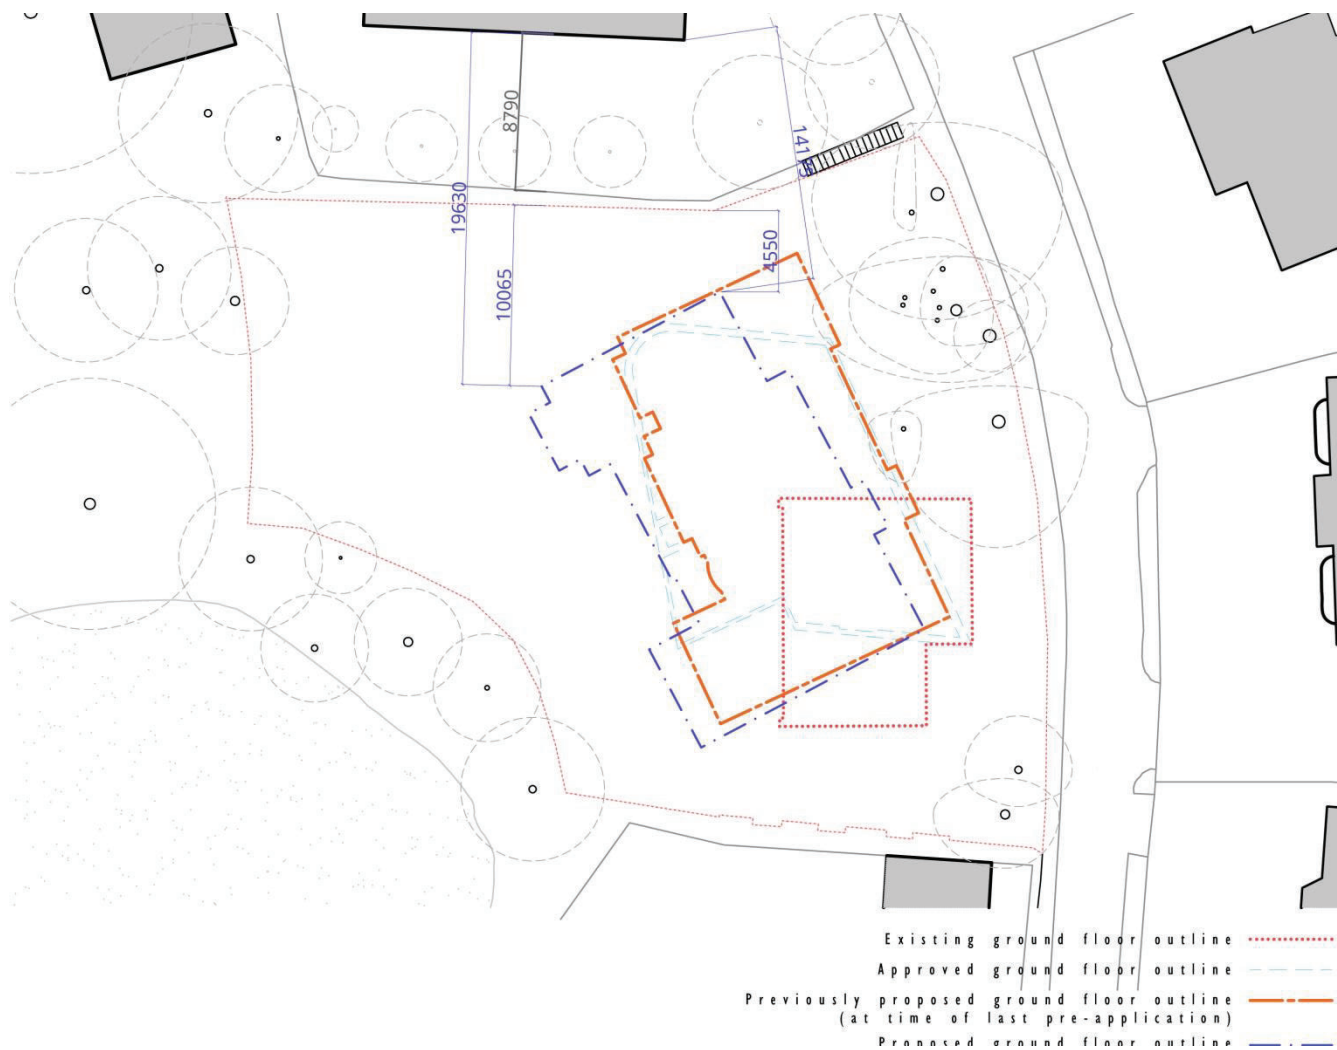 8790
14175
19630
4550
10065
Existing ground floor outline
Approved ground floor outline
Previously proposed ground floor outline
(at time of last pre-application)
Proposed ground floor outline